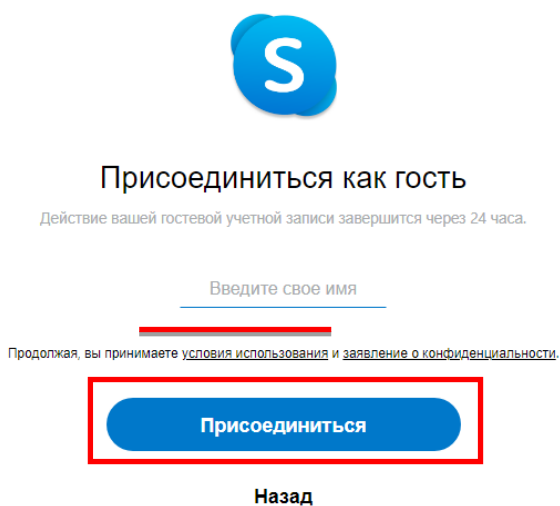 S
Присоединиться как гость
Действие вашей гостевой учетной записи завершится через 24 часа.
Введите свое имя
Продолжая, вы принимаете условия использования и заявление о конфиденциальности.
Присоединиться
Назад